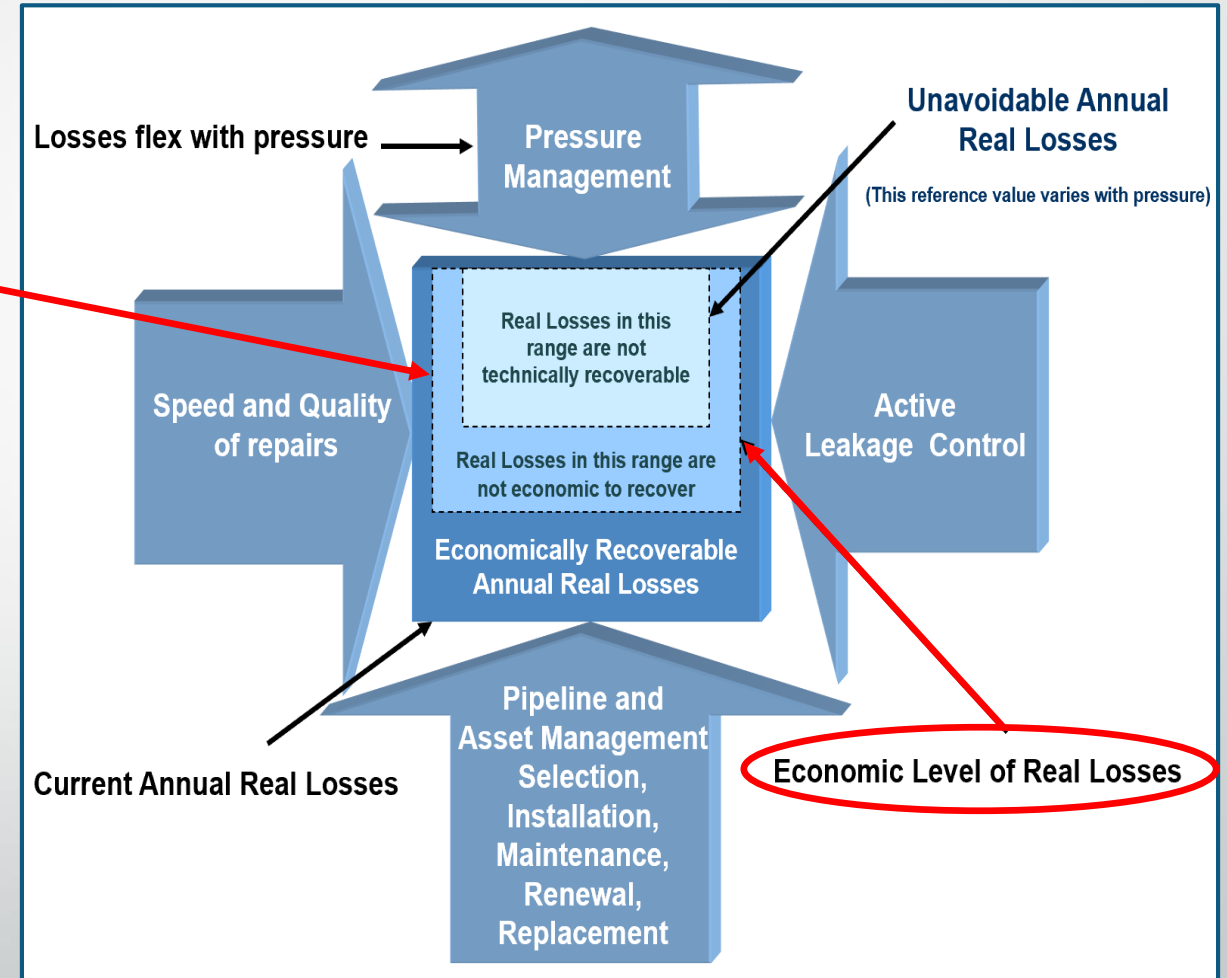 Losses flex with pressure
Pressure
Management
Unavoidable Annual
Real Losses
(This reference value varies with pressure)
Speed and Quality
of repairs
Real Losses in this
range are not
technically recoverable
Real Losses in this range are
not economic to recover
Economically Recoverable
Annual Real Losses
Active
Leakage Control
Current Annual Real Losses
Pipeline and
Asset Management
Selection,
Installation,
Maintenance,
Renewal,
Replacement
Economic Level of Real Losses